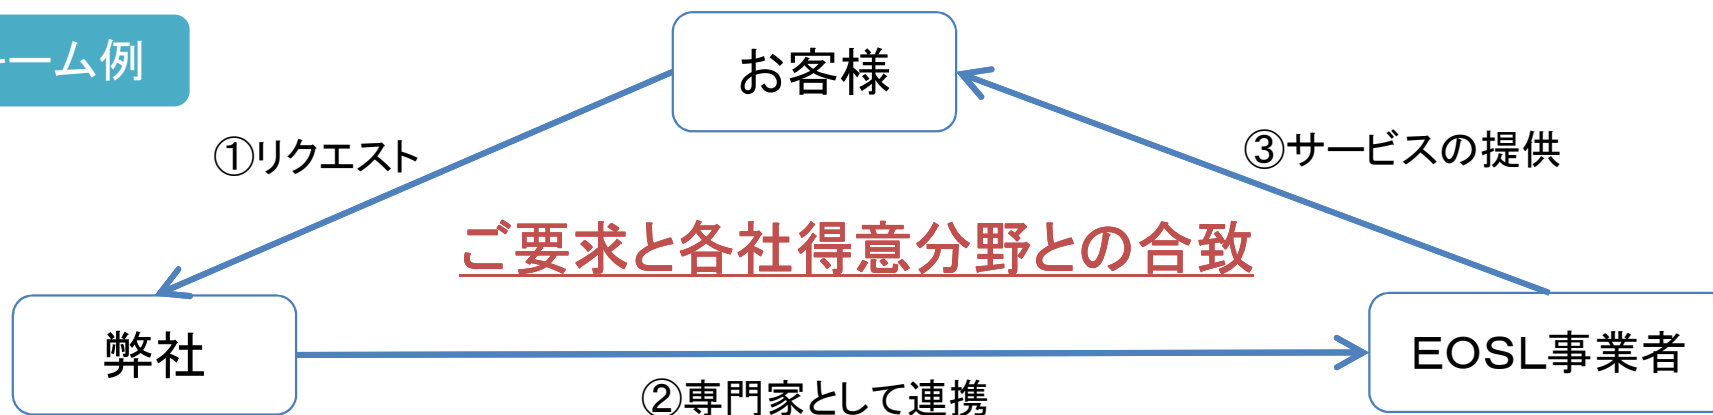 ーム例
お客様
①リクエスト
③サービスの提供
ご要求と各社得意分野との合致
弊社
EOSL事業者
②専門家として連携